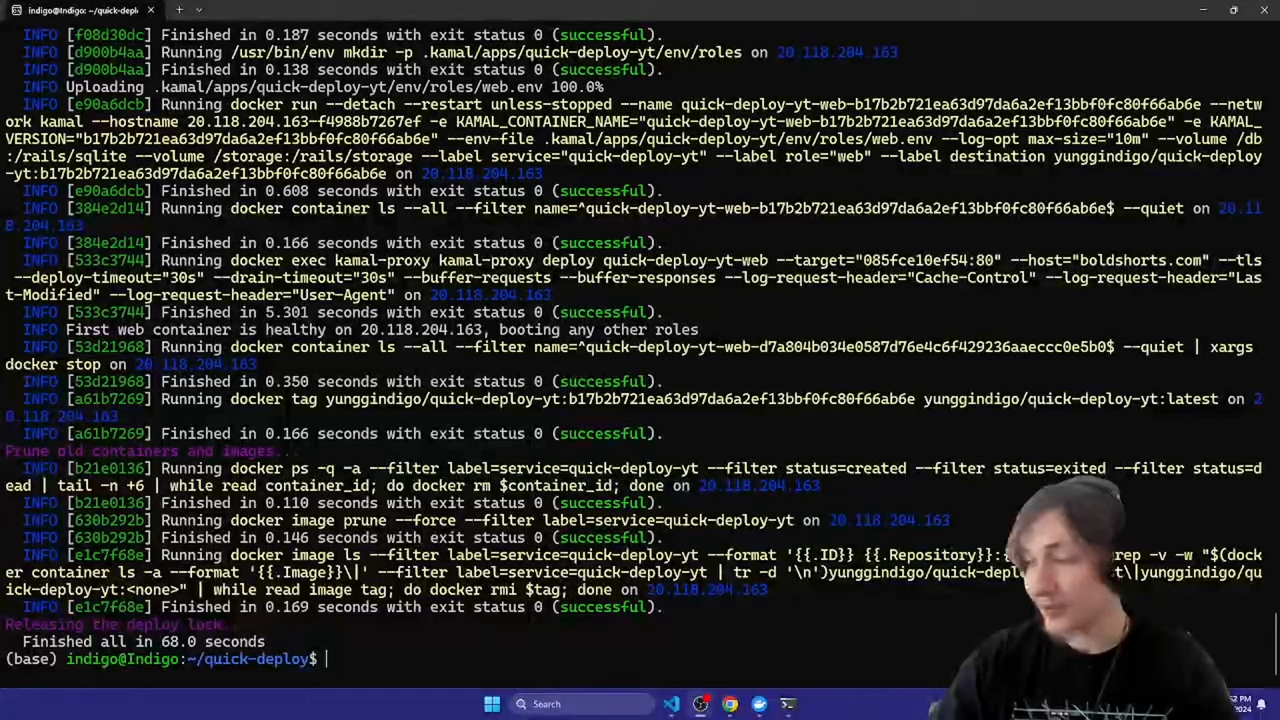 indigo@Indigo: ~/quick-depl
INFO [f08d30dc] Finished in 0.187 seconds with exit status 0 (successful).
INFO [d900b4aa] Running /usr/bin/env mkdir -p .kamal/apps/quick-deploy-yt/env/roles on 20.118.204.163
INFO [d900b4aa] Finished in 0.138 seconds with exit status 0 (successful).
INFO Uploading .kamal/apps/quick-deploy-yt/env/roles/web.env 100.0%
INFO [e90a6dcb] Running docker run --detach --restart unless-stopped --name quick-deploy-yt-web-b17b2b721ea63d97da6a2ef13bbf0fc80f66ab6e --netw
ork kamal --hostname 20.118.204.163-f4988b7267ef -e KAMAL_CONTAINER_NAME="quick-deploy-yt-web-b17b2b721ea63d97da6a2ef13bbf0fc80f66ab6e" -e KAMAL_
VERSION="b17b2b721ea63d97da6a2ef13bbf0fc80f66ab6e" --env-file .kamal/apps/quick-deploy-yt/env/roles/web.env --log-opt max-size="10m" --volume /db
:/rails/sqlite --volume /storage:/rails/storage --label service="quick-deploy-yt" --label role="web" --label destination yunggindigo/quick-deploy
-yt:b17b2b721ea63d97da6a2ef13bbf0fc80f66ab6e on 20.118.204.163
INFO [e90a6dcb] Finished in 0.608 seconds with exit status 0 (successful).
INFO [384e2d14] Running docker container ls --all --filter name=^quick-deploy-yt-web-b17b2b721ea63d97da6a2ef13bbf0fc80f66ab6e$ --quiet on 20.11
8.204.163
INFO [384e2d14] Finished in 0.166 seconds with exit status 0 (successful).
INFO [533c3744] Running docker exec kamal-proxy kamal-proxy deploy quick-deploy-yt-web --target="085fce10ef54:80" --host="boldshorts.com" --tls
--deploy-timeout="30s" --drain-timeout="30s" --buffer-requests --buffer-responses --log-request-header="Cache-Control" --log-request-header="Las
t-Modified" --log-request-header="User-Agent" on 20.118.204.163
INFO [533c3744] Finished in 5.301 seconds with exit status 0 (successful).
INFO First web container is healthy on 20.118.204.163, booting any other roles
INFO [53d21968] Running docker container ls --all --filter name=^quick-deploy-yt-web-d7a804b034e0587d76e4c6f429236aaeccc0e5b0$ --quiet | xargs
docker stop on 20.118.204.163
INFO [53d21968] Finished in 0.350 seconds with exit status 0 (successful).
INFO [a61b7269] Running docker tag yunggindigo/quick-deploy-yt:b17b2b721ea63d97da6a2ef13bbf0fc80f66ab6e yunggindigo/quick-deploy-yt:latest on 2
0.118.204.163
INFO [a61b7269] Finished in 0.166 seconds with exit status 0 (successful).
Prune old containers and images...
INFO [b21e0136] Running docker ps -q -a --filter label=service=quick-deploy-yt --filter status=created --filter status=exited --filter status=d
ead | tail -n +6 | while read container_id; do docker rm $container_id; done on 20.118.204.163
INFO [b21e0136] Finished in 0.110 seconds with exit status 0 (successful).
INFO [630b292b] Running docker image prune --force --filter label=service=quick-deploy-yt on 20.118.204.163
INFO [630b292b] Finished in 0.146 seconds with exit status 0 (successful).
INFO [e1c7f68e] Running docker image ls --filter label=service=quick-deploy-yt --format '{{.ID}} {{.Repository}}: rep -v -w "$(dock
er container ls -a --format '{{.Image}}\|' --filter label=service=quick-deploy-yt | tr -d '\n')yunggindigo/quick-depl t\|yunggindigo/qu
ick-deploy-yt:<none>" | while read image tag; do docker rmi $tag; done on 20.118.204.163
INFO [e1c7f68e] Finished in 0.169 seconds with exit status 0 (successful).
Releasing the deploy lock...
Finished all in 68.0 seconds
(base) indigo@Indigo:~/quick-deploy$
Search
PM
2024